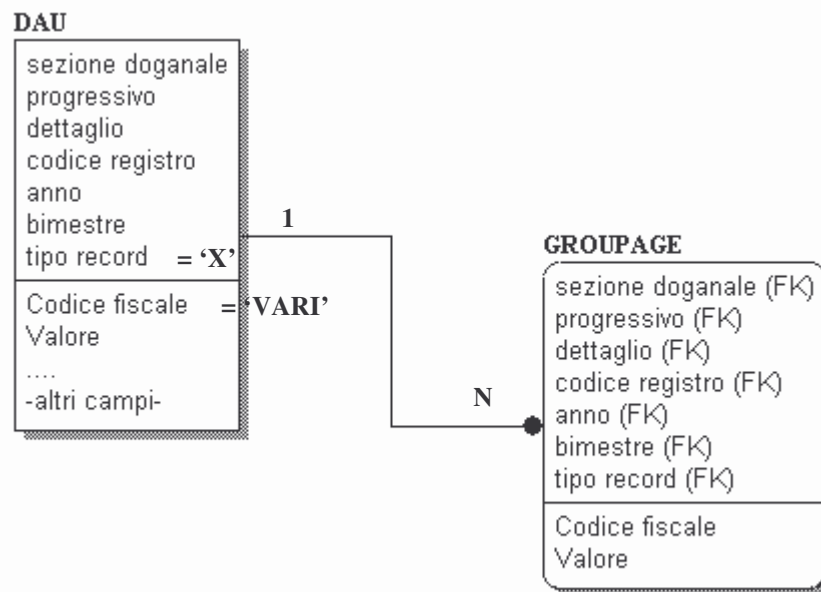 DAU
sezione doganale
progressivo
dettaglio
codice registro
anno
bimestre
tipo record = ‘X’
Codice fiscale = ‘VARI’
Valore
....
-altri campi-
1
N
GROUPAGE
sezione doganale (FK)
progressivo (FK)
dettaglio (FK)
codice registro (FK)
anno (FK)
bimestre (FK)
tipo record (FK)
Codice fiscale
Valore